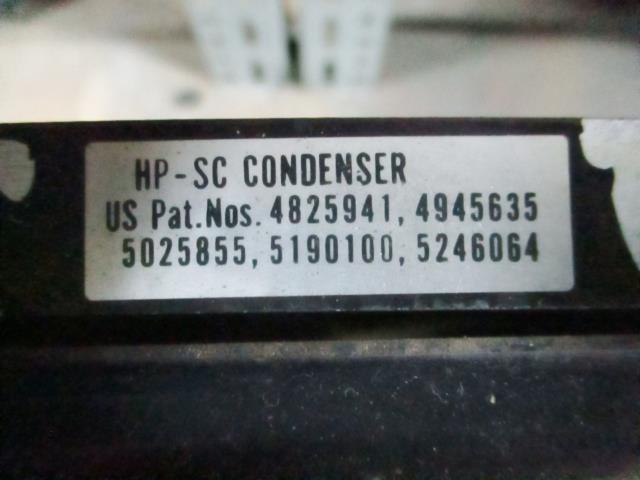 HP-SC CONDENSER
US Pat.Nos. 4825941, 4945635
5025855, 5190100, 5246064